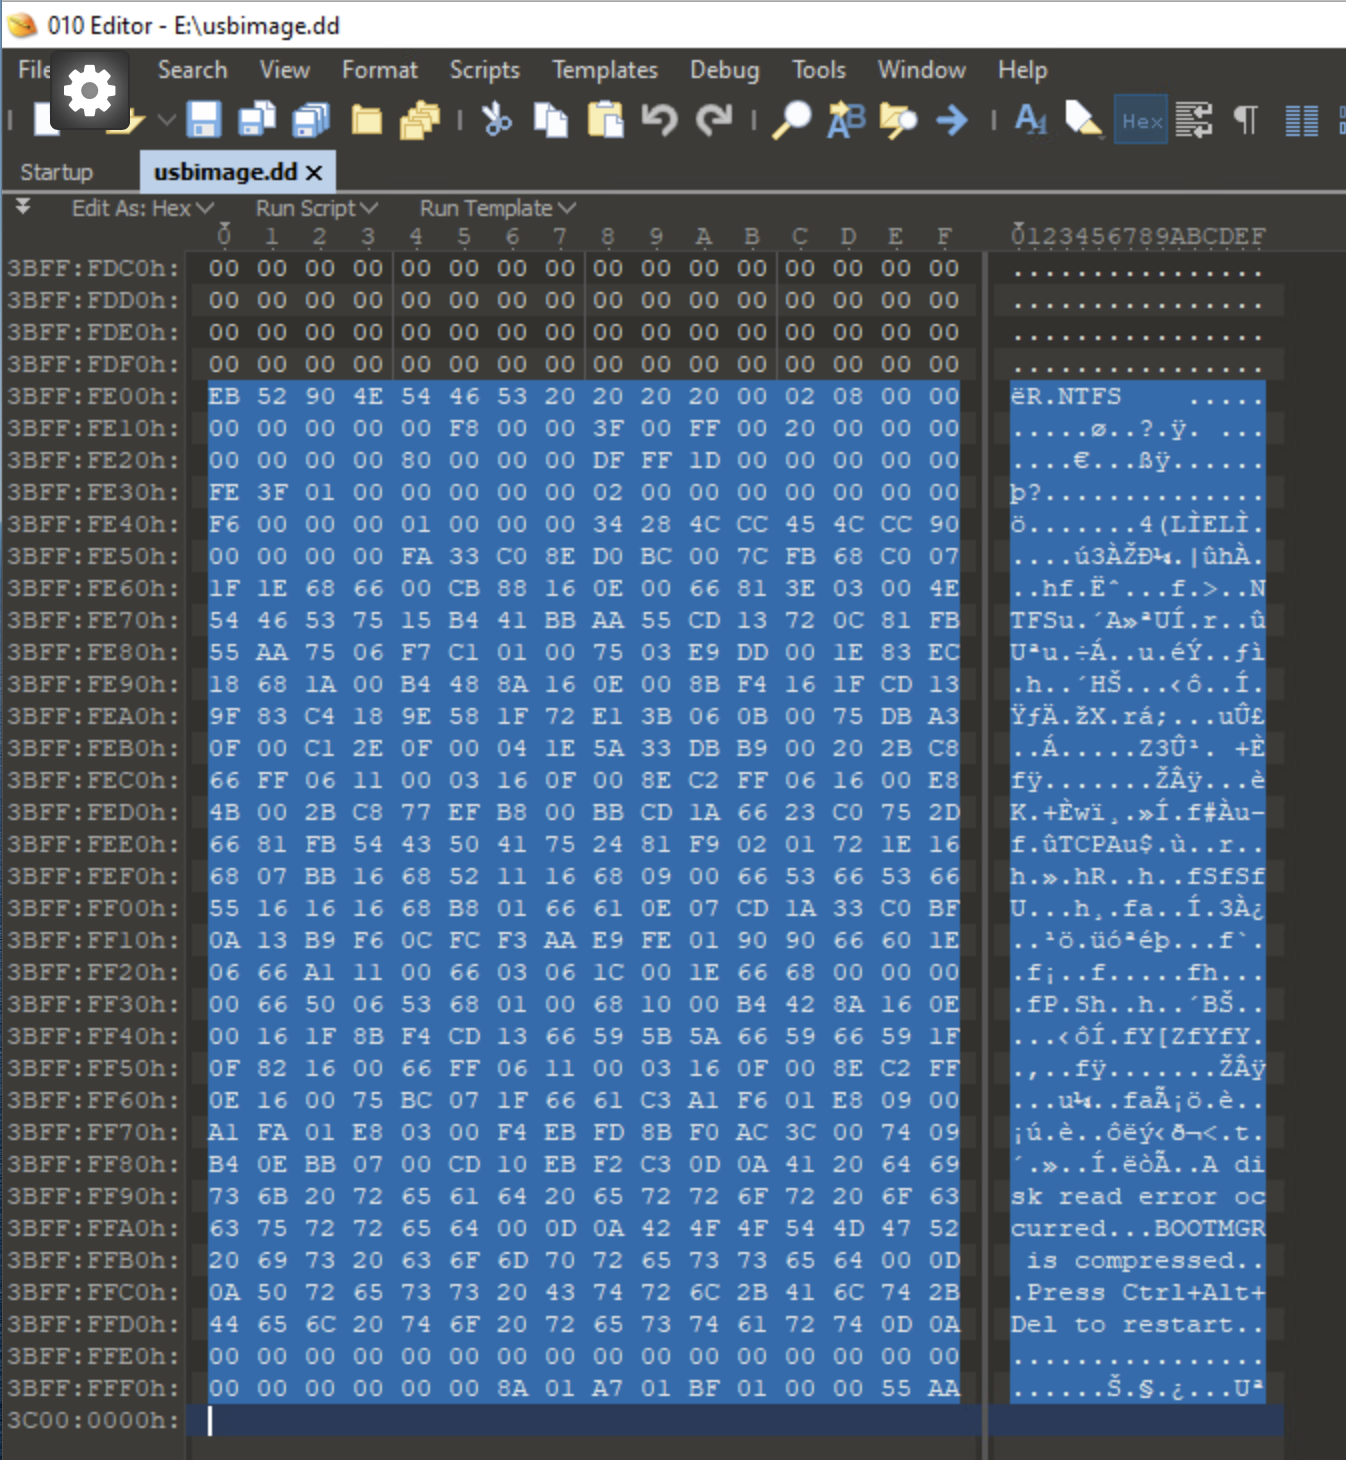 010 Editor - E:\usbimage.dd
File Search View Format Scripts Templates Debug Tools Window Help
Hex
Startup usbimage.dd ×
Edit As: Hex Run Script Run Template
0 1 2 3 4 5 6 7 8 9 A B C D E F 0123456789ABCDEF
3BFF:FDC0h: 00 00 00 00 00 00 00 00 00 00 00 00 00 00 00 00 ................
3BFF:FDD0h: 00 00 00 00 00 00 00 00 00 00 00 00 00 00 00 00 ................
3BFF:FDE0h: 00 00 00 00 00 00 00 00 00 00 00 00 00 00 00 00 ................
3BFF:FDF0h: 00 00 00 00 00 00 00 00 00 00 00 00 00 00 00 00 ................
3BFF:FE00h: EB 52 90 4E 54 46 53 20 20 20 20 00 02 08 00 00 ëR.NTFS    .....
3BFF:FE10h: 00 00 00 00 00 F8 00 00 3F 00 FF 00 20 00 00 00 .....ø..?.ÿ. ...
3BFF:FE20h: 00 00 00 00 80 00 00 00 DF FF 1D 00 00 00 00 00 ....€...ßÿ......
3BFF:FE30h: FE 3F 01 00 00 00 00 00 02 00 00 00 00 00 00 00 þ?..............
3BFF:FE40h: F6 00 00 00 01 00 00 00 34 28 4C CC 45 4C CC 90 ö.......4(LÌELÌ.
3BFF:FE50h: 00 00 00 00 FA 33 C0 8E D0 BC 00 7C FB 68 C0 07 ....ú3ÀŽÐ¼.|ûhÀ.
3BFF:FE60h: 1F 1E 68 66 00 CB 88 16 0E 00 66 81 3E 03 00 4E ..hf.Ëˆ...f.>..N
3BFF:FE70h: 54 46 53 75 15 B4 41 BB AA 55 CD 13 72 0C 81 FB TFSu.´A»ªUÍ.r..û
3BFF:FE80h: 55 AA 75 06 F7 C1 01 00 75 03 E9 DD 00 1E 83 EC Uªu.÷Á..u.éÝ..ƒì
3BFF:FE90h: 18 68 1A 00 B4 48 8A 16 0E 00 8B F4 16 1F CD 13 .h..´HŠ...‹ô..Í.
3BFF:FEA0h: 9F 83 C4 18 9E 58 1F 72 E1 3B 06 0B 00 75 DB A3 ŸƒÄ.žX.rá;...uÛ£
3BFF:FEB0h: 0F 00 C1 2E 0F 00 04 1E 5A 33 DB B9 00 20 2B C8 ..Á.....Z3Û¹. +È
3BFF:FEC0h: 66 FF 06 11 00 03 16 0F 00 8E C2 FF 06 16 00 E8 fÿ.......ŽÂÿ...è
3BFF:FED0h: 4B 00 2B C8 77 EF B8 00 BB CD 1A 66 23 C0 75 2D K.+Èwï¸.»Í.f#Àu-
3BFF:FEE0h: 66 81 FB 54 43 50 41 75 24 81 F9 02 01 72 1E 16 f.ûTCPAu$.ù..r..
3BFF:FEF0h: 68 07 BB 16 68 52 11 16 68 09 00 66 53 66 53 66 h.».hR..h..fSfSf
3BFF:FF00h: 55 16 16 16 68 B8 01 66 61 0E 07 CD 1A 33 C0 BF U...h¸.fa..Í.3À¿
3BFF:FF10h: 0A 13 B9 F6 0C FC F3 AA E9 FE 01 90 90 66 60 1E ..¹ö.üóªéþ...f`.
3BFF:FF20h: 06 66 A1 11 00 66 03 06 1C 00 1E 66 68 00 00 00 .f¡..f.....fh...
3BFF:FF30h: 00 66 50 06 53 68 01 00 68 10 00 B4 42 8A 16 0E .fP.Sh..h..´BŠ..
3BFF:FF40h: 00 16 1F 8B F4 CD 13 66 59 5B 5A 66 59 66 59 1F ...‹ôÍ.fY[ZfYfY.
3BFF:FF50h: 0F 82 16 00 66 FF 06 11 00 03 16 0F 00 8E C2 FF .‚..fÿ.......ŽÂÿ
3BFF:FF60h: 0E 16 00 75 BC 07 1F 66 61 C3 A1 F6 01 E8 09 00 ...u¼..faÃ¡ö.è..
3BFF:FF70h: A1 FA 01 E8 03 00 F4 EB FD 8B F0 AC 3C 00 74 09 ¡ú.è..ôëý‹ð¬<.t.
3BFF:FF80h: B4 0E BB 07 00 CD 10 EB F2 C3 0D 0A 41 20 64 69 ´.»..Í.ëòÃ..A di
3BFF:FF90h: 73 6B 20 72 65 61 64 20 65 72 72 6F 72 20 6F 63 sk read error oc
3BFF:FFA0h: 63 75 72 72 65 64 00 0D 0A 42 4F 4F 54 4D 47 52 curred...BOOTMGR
3BFF:FFB0h: 20 69 73 20 63 6F 6D 70 72 65 73 73 65 64 00 0D  is compressed..
3BFF:FFC0h: 0A 50 72 65 73 73 20 43 74 72 6C 2B 41 6C 74 2B .Press Ctrl+Alt+
3BFF:FFD0h: 44 65 6C 20 74 6F 20 72 65 73 74 61 72 74 0D 0A Del to restart..
3BFF:FFE0h: 00 00 00 00 00 00 00 00 00 00 00 00 00 00 00 00 ................
3BFF:FFF0h: 00 00 00 00 00 00 8A 01 A7 01 BF 01 00 00 55 AA ......Š.§.¿...Uª
3C00:0000h: